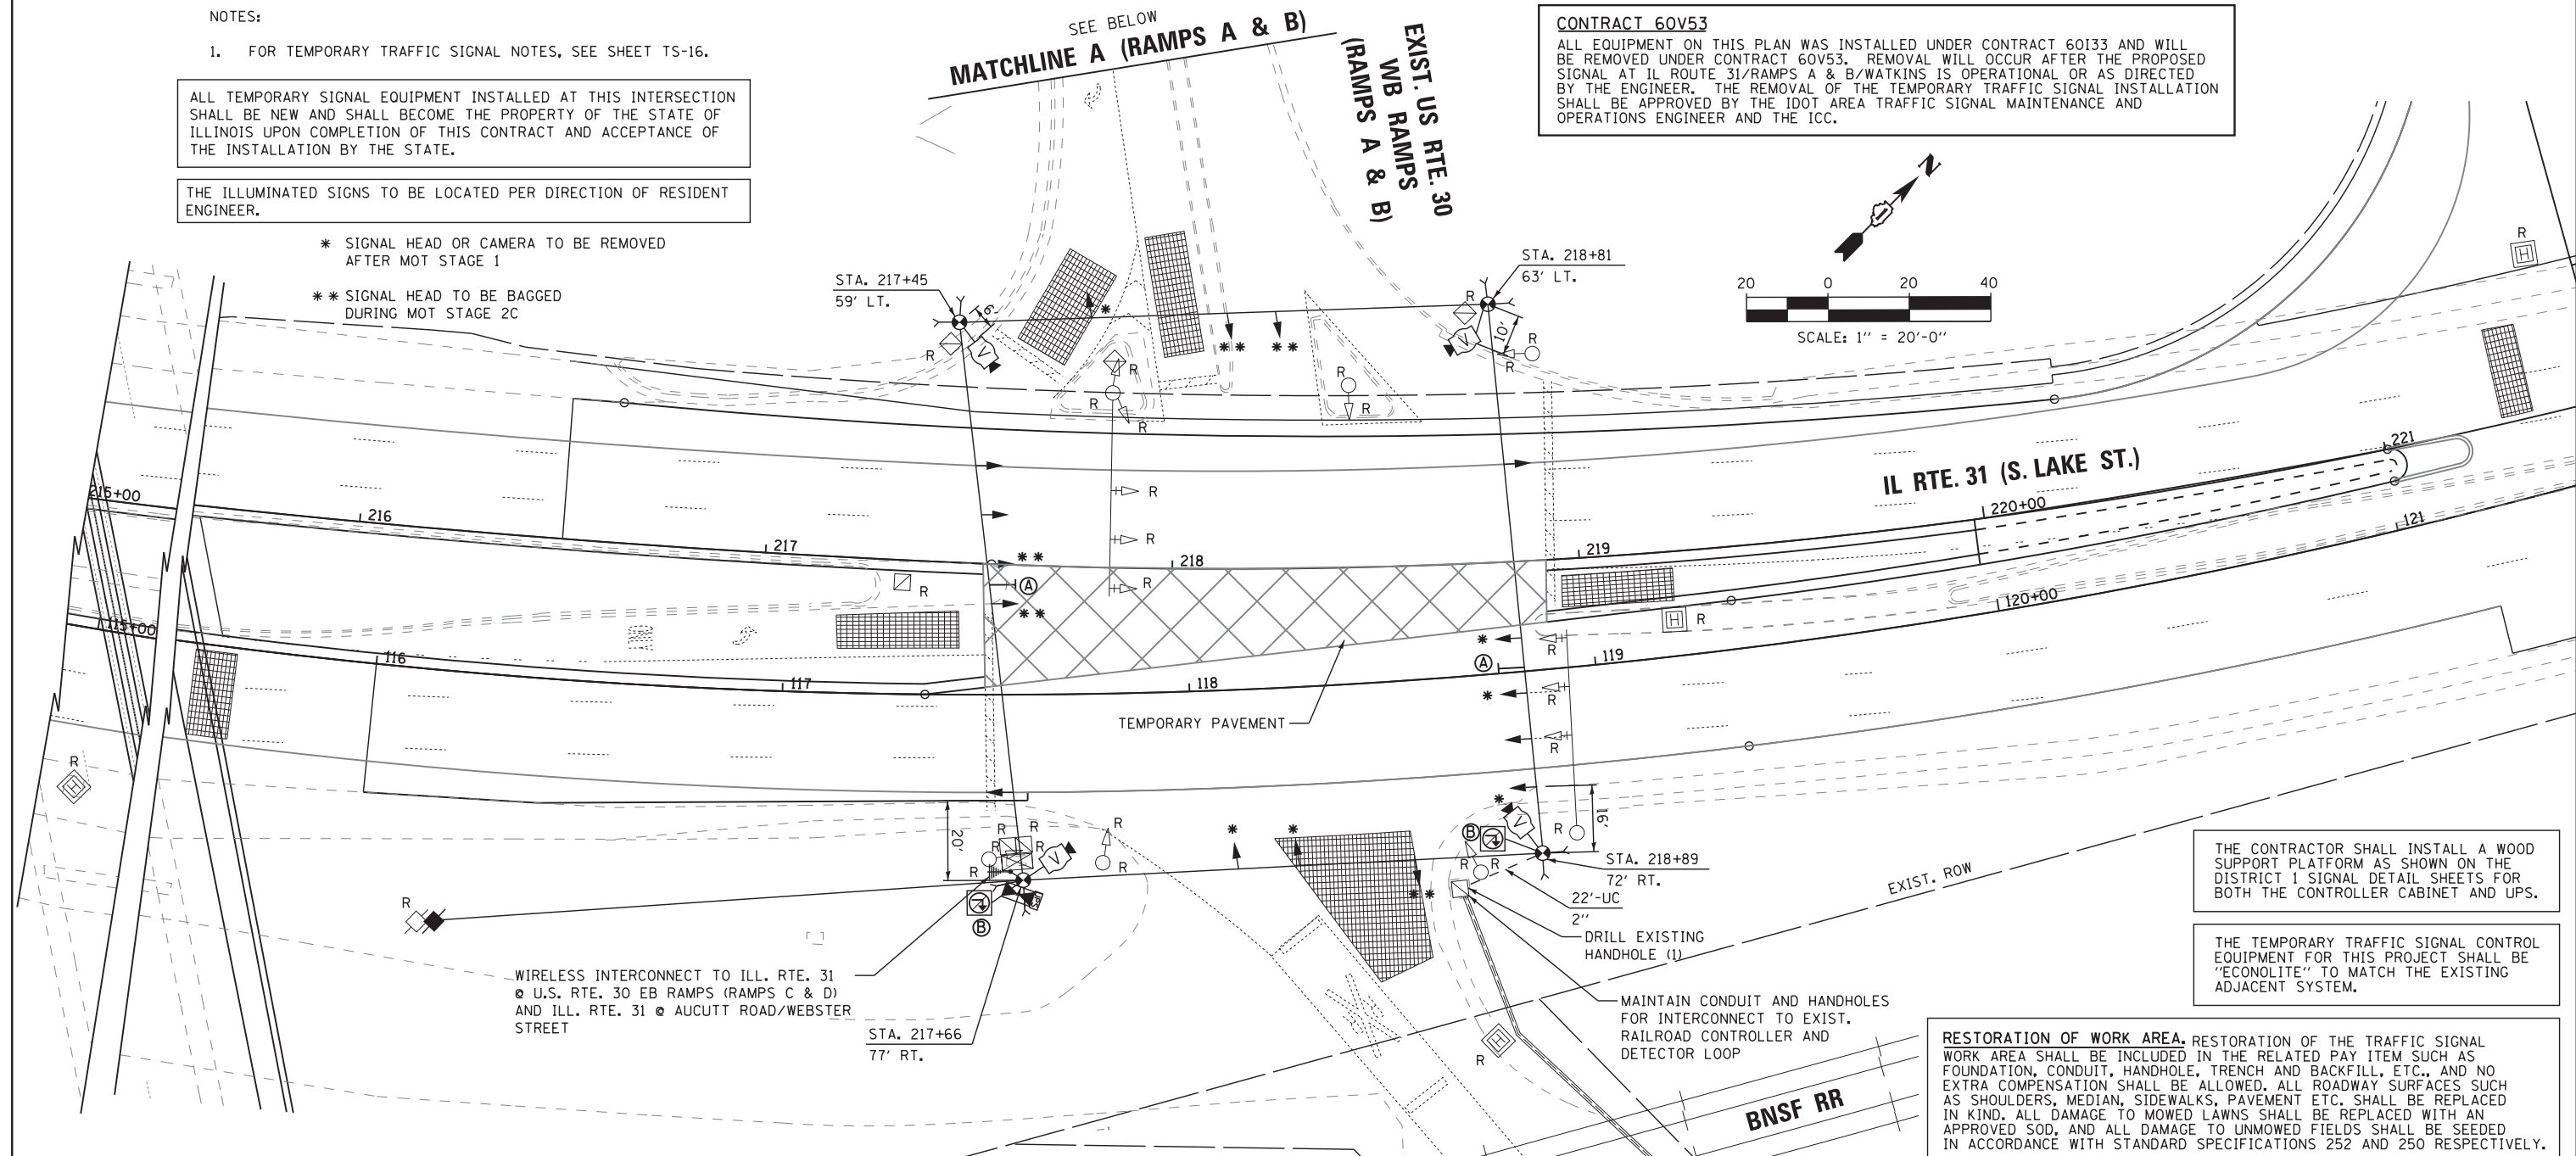 NOTES:
1. FOR TEMPORARY TRAFFIC SIGNAL NOTES, SEE SHEET TS-16.
ALL TEMPORARY SIGNAL EQUIPMENT INSTALLED AT THIS INTERSECTION
SHALL BE NEW AND SHALL BECOME THE PROPERTY OF THE STATE OF
ILLINOIS UPON COMPLETION OF THIS CONTRACT AND ACCEPTANCE OF
THE INSTALLATION BY THE STATE.
THE ILLUMINATED SIGNS TO BE LOCATED PER DIRECTION OF RESIDENT
ENGINEER.
* SIGNAL HEAD OR CAMERA TO BE REMOVED
AFTER MOT STAGE 1
** SIGNAL HEAD TO BE BAGGED
DURING MOT STAGE 2C
SEE BELOW
MATCHLINE A (RAMPS A & B)
EXIST. US RTE. 30
WB RAMPS
(RAMPS A & B)
CONTRACT 60V53
ALL EQUIPMENT ON THIS PLAN WAS INSTALLED UNDER CONTRACT 60I33 AND WILL
BE REMOVED UNDER CONTRACT 60V53. REMOVAL WILL OCCUR AFTER THE PROPOSED
SIGNAL AT IL ROUTE 31/RAMPS A & B/WATKINS IS OPERATIONAL OR AS DIRECTED
BY THE ENGINEER. THE REMOVAL OF THE TEMPORARY TRAFFIC SIGNAL INSTALLATION
SHALL BE APPROVED BY THE IDOT AREA TRAFFIC SIGNAL MAINTENANCE AND
OPERATIONS ENGINEER AND THE ICC.
N
20 0 20 40
SCALE: 1'' = 20'-0''
STA. 217+45
59' LT.
6'
STA. 218+81
63' LT.
10'
R
R
R
R
R
R
R
R
R
R
R
H
V
V
215+00
216
217
218
219
220+00
221
IL RTE. 31 (S. LAKE ST.)
R
R
R
R
R
R
R
R
H
A
A
** 
**
*
*
115+00
116
117
118
119
120+00
121
TEMPORARY PAVEMENT
R
H
20'
16'
R
R
R
R
R
R
R
R
R
R
V
V
B
B
STA. 218+89
72' RT.
22'-UC
2''
DRILL EXISTING
HANDHOLE (1)
EXIST. ROW
R
WIRELESS INTERCONNECT TO ILL. RTE. 31
@ U.S. RTE. 30 EB RAMPS (RAMPS C & D)
AND ILL. RTE. 31 @ AUCUTT ROAD/WEBSTER
STREET
STA. 217+66
77' RT.
MAINTAIN CONDUIT AND HANDHOLES
FOR INTERCONNECT TO EXIST.
RAILROAD CONTROLLER AND
DETECTOR LOOP
H
R
BNSF RR
THE CONTRACTOR SHALL INSTALL A WOOD
SUPPORT PLATFORM AS SHOWN ON THE
DISTRICT 1 SIGNAL DETAIL SHEETS FOR
BOTH THE CONTROLLER CABINET AND UPS.
THE TEMPORARY TRAFFIC SIGNAL CONTROL
EQUIPMENT FOR THIS PROJECT SHALL BE
"ECONOLITE" TO MATCH THE EXISTING
ADJACENT SYSTEM.
RESTORATION OF WORK AREA. RESTORATION OF THE TRAFFIC SIGNAL
WORK AREA SHALL BE INCLUDED IN THE RELATED PAY ITEM SUCH AS
FOUNDATION, CONDUIT, HANDHOLE, TRENCH AND BACKFILL, ETC., AND NO
EXTRA COMPENSATION SHALL BE ALLOWED. ALL ROADWAY SURFACES SUCH
AS SHOULDERS, MEDIAN, SIDEWALKS, PAVEMENT ETC. SHALL BE REPLACED
IN KIND. ALL DAMAGE TO MOWED LAWNS SHALL BE REPLACED WITH AN
APPROVED SOD, AND ALL DAMAGE TO UNMOWED FIELDS SHALL BE SEEDED
IN ACCORDANCE WITH STANDARD SPECIFICATIONS 252 AND 250 RESPECTIVELY.